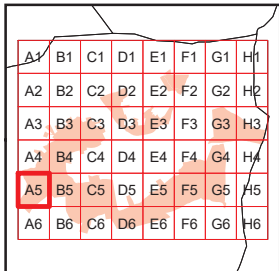 A1 B1 C1 D1 E1 F1 G1 H1
A2 B2 C2 D2 E2 F2 G2 H2
A3 B3 C3 D3 E3 F3 G3 H3
A4 B4 C4 D4 E4 F4 G4 H4
A5 B5 C5 D5 E5 F5 G5 H5
A6 B6 C6 D6 E6 F6 G6 H6